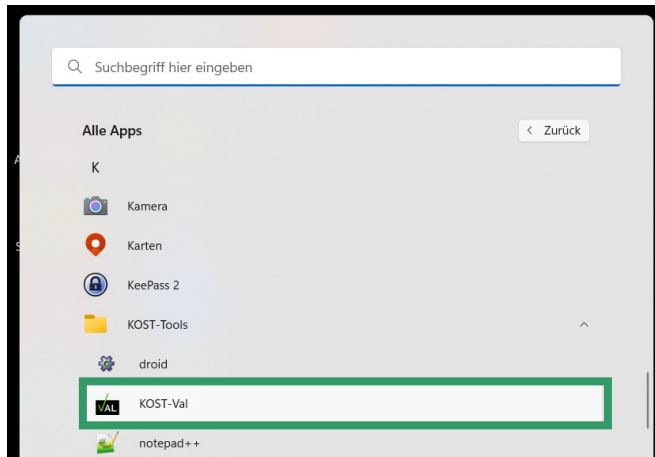 Suchbegriff hier eingeben
Alle Apps
Zurück
K
Kamera
Karten
KeePass 2
KOST-Tools
droid
VAL
KOST-Val
notepad++